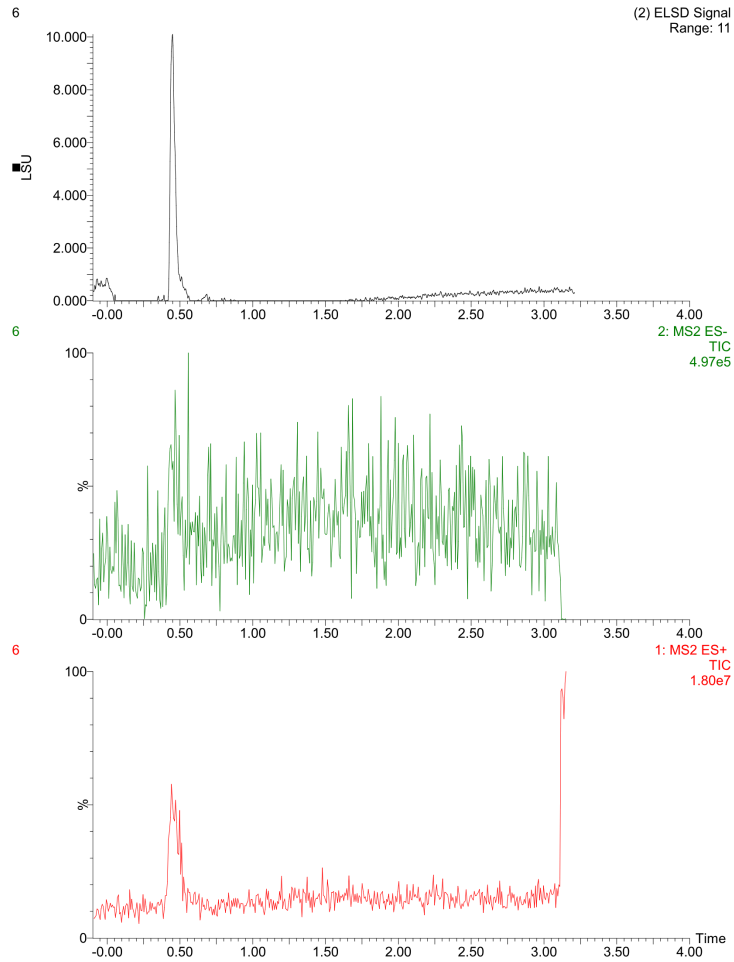 6
(2) ELSD Signal
Range: 11
10.000
8.000
6.000
4.000
2.000
0.000
LSU
-0.00 0.50 1.00 1.50 2.00 2.50 3.00 3.50 4.00
6
2: MS2 ES-
TIC
4.97e5
100
%
0
-0.00 0.50 1.00 1.50 2.00 2.50 3.00 3.50 4.00
6
1: MS2 ES+
TIC
1.80e7
100
%
0
Time
-0.00 0.50 1.00 1.50 2.00 2.50 3.00 3.50 4.00